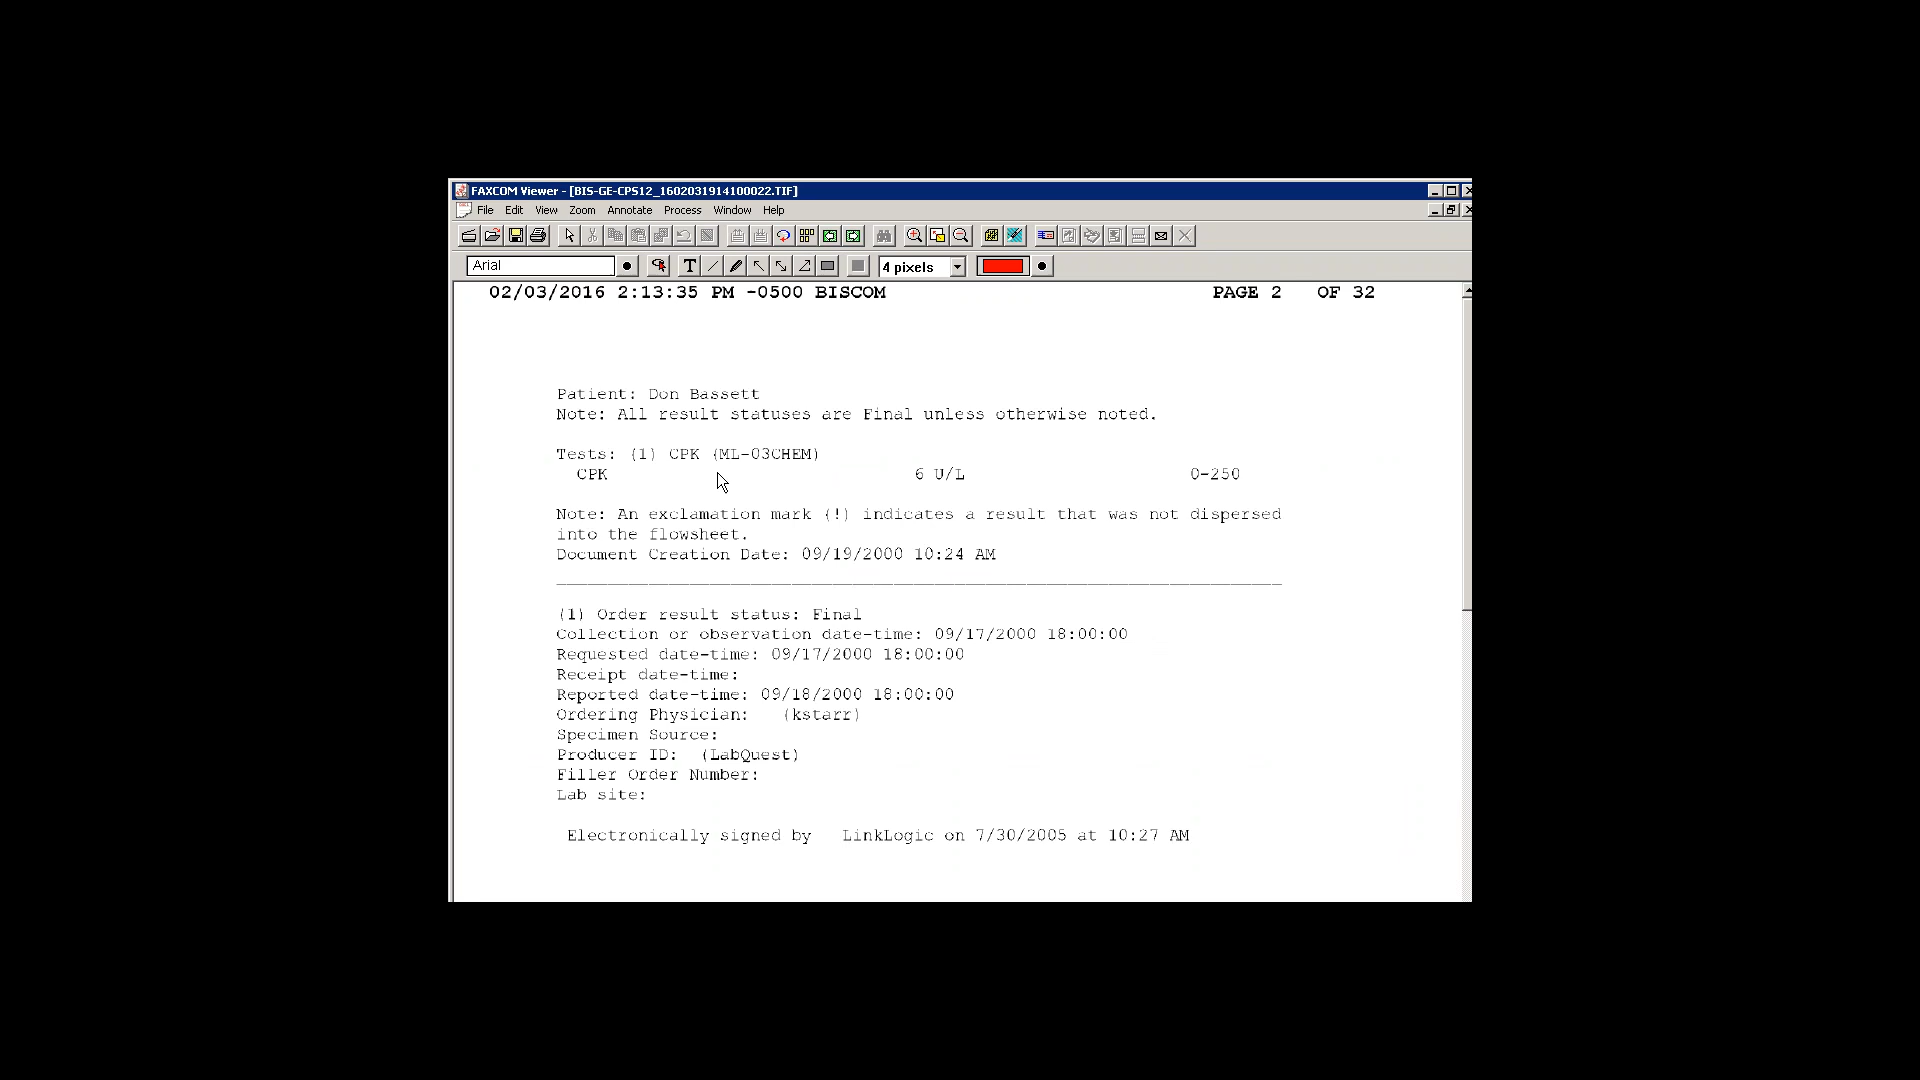 FAXCOM Viewer - [BIS-GE-CPS12_1602031914100022.TIF]
File Edit View Zoom Annotate Process Window Help
Arial T 4 pixels
02/03/2016 2:13:35 PM -0500 BISCOM PAGE 2 OF 32
Patient: Don Bassett
Note: All result statuses are Final unless otherwise noted.
Tests: (1) CPK (ML-03CHEM)
CPK 6 U/L 0-250
Note: An exclamation mark (!) indicates a result that was not dispersed
into the flowsheet.
Document Creation Date: 09/19/2000 10:24 AM
(1) Order result status: Final
Collection or observation date-time: 09/17/2000 18:00:00
Requested date-time: 09/17/2000 18:00:00
Receipt date-time:
Reported date-time: 09/18/2000 18:00:00
Ordering Physician: (kstarr)
Specimen Source:
Producer ID: (LabQuest)
Filler Order Number:
Lab site:
Electronically signed by LinkLogic on 7/30/2005 at 10:27 AM